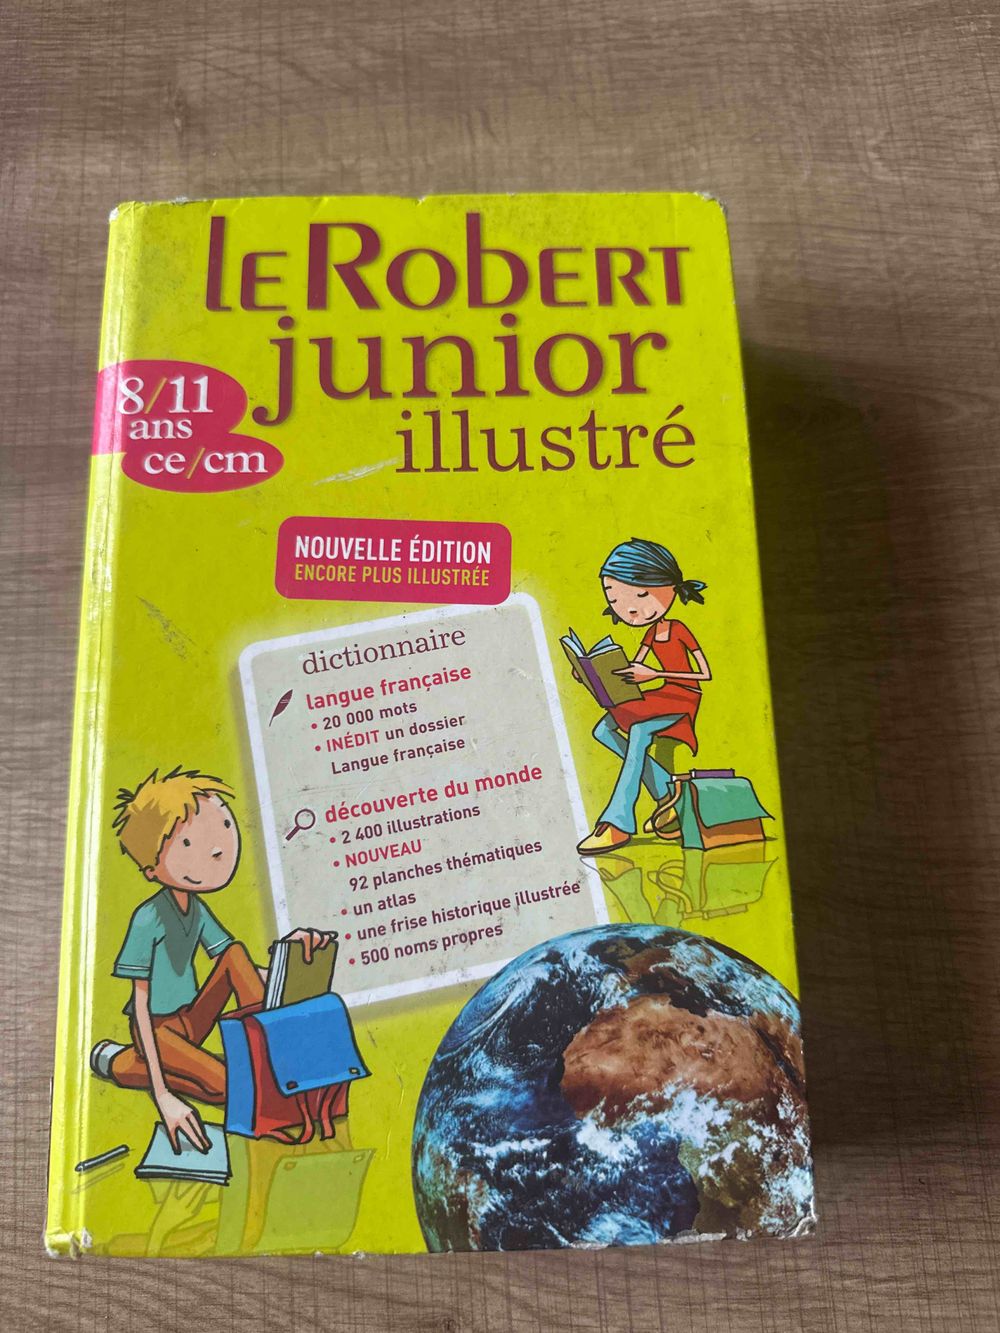 le Robert
junior
illustré
8/11
ans
ce/cm
NOUVELLE ÉDITION
ENCORE PLUS ILLUSTRÉE
dictionnaire
langue française
• 20 000 mots
• INÉDIT un dossier
Langue française
découverte du monde
• 2 400 illustrations
• NOUVEAU
92 planches thématiques
• un atlas
• une frise historique illustrée
• 500 noms propres